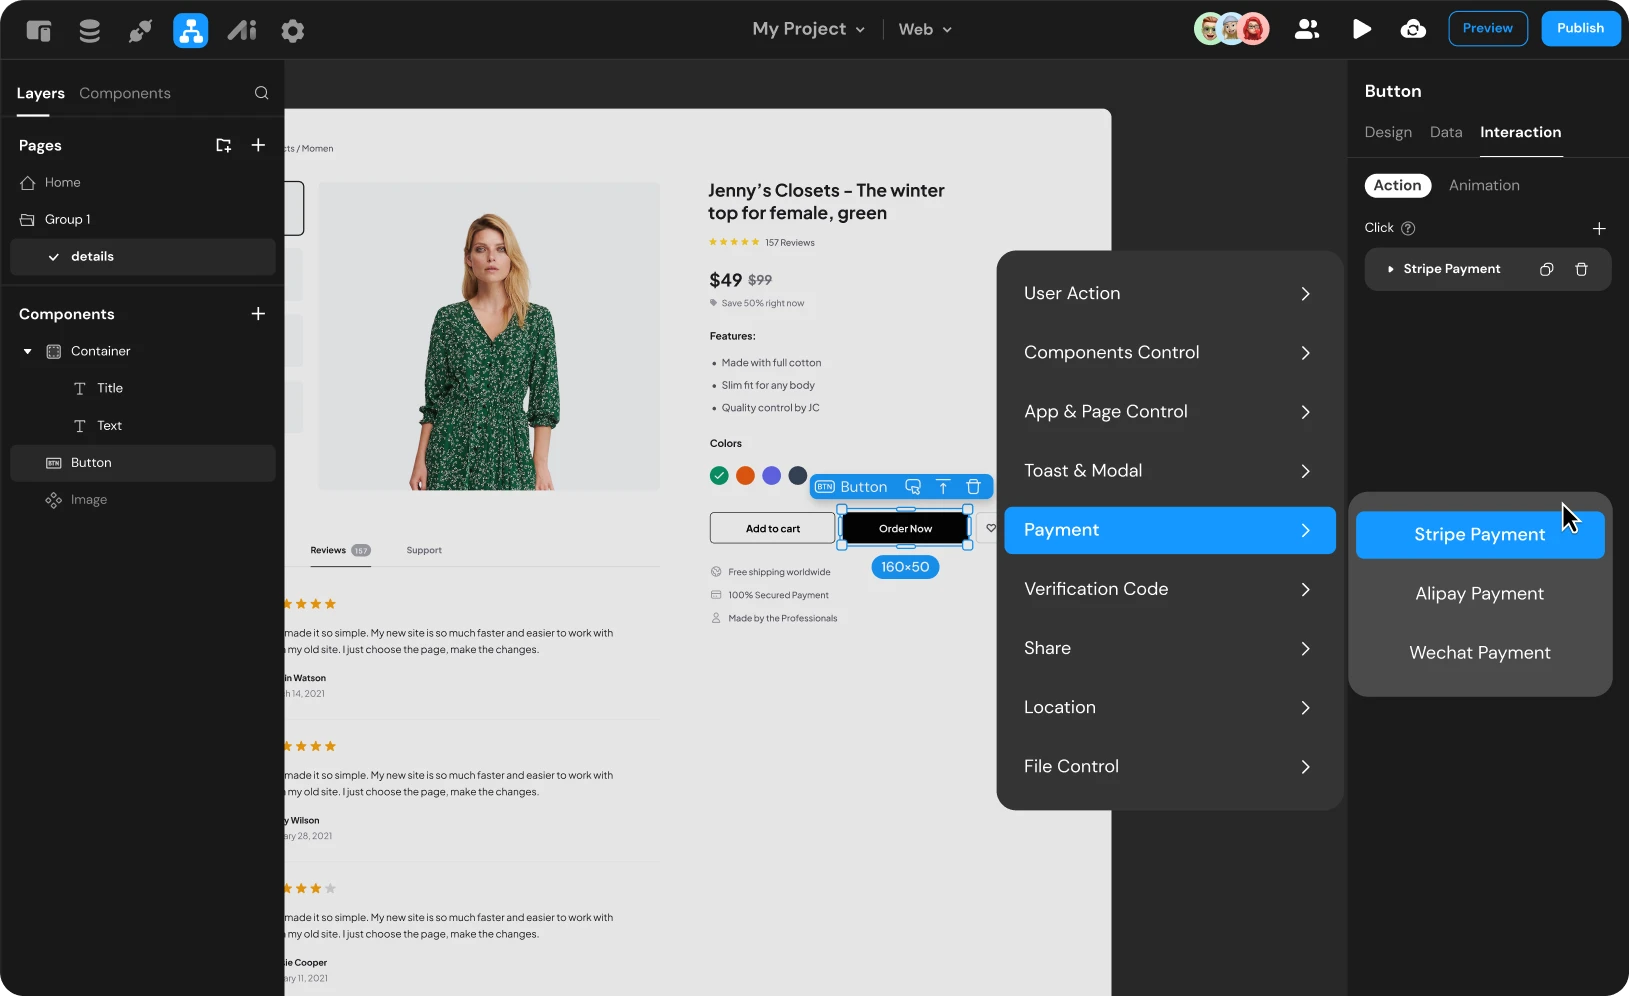 My Project
Web
Preview
Publish
Layers
Components
Pages
Home
Group 1
details
Components
Container
Title
Text
BTN Button
Image
cts / Momen
Reviews 157
Support
made it so simple. My new site is so much faster and easier to work with
my old site. I just choose the page, make the changes.
in Watson
ch 14, 2021
made it so simple. My new site is so much faster and easier to work with
my old site. I just choose the page, make the changes.
y Wilson
ary 28, 2021
made it so simple. My new site is so much faster and easier to work with
my old site. I just choose the page, make the changes.
sie Cooper
ary 11, 2021
Jenny’s Closets - The winter
top for female, green
157 Reviews
$49 $99
Save 50% right now
Features:
• Made with full cotton
• Slim fit for any body
• Quality control by JC
Colors
BTN Button
Add to cart
Order Now
160×50
Free shipping worldwide
100% Secured Payment
Made by the Professionals
User Action
Components Control
App & Page Control
Toast & Modal
Payment
Verification Code
Share
Location
File Control
Button
Design
Data
Interaction
Action
Animation
Click ?
Stripe Payment
Stripe Payment
Alipay Payment
Wechat Payment